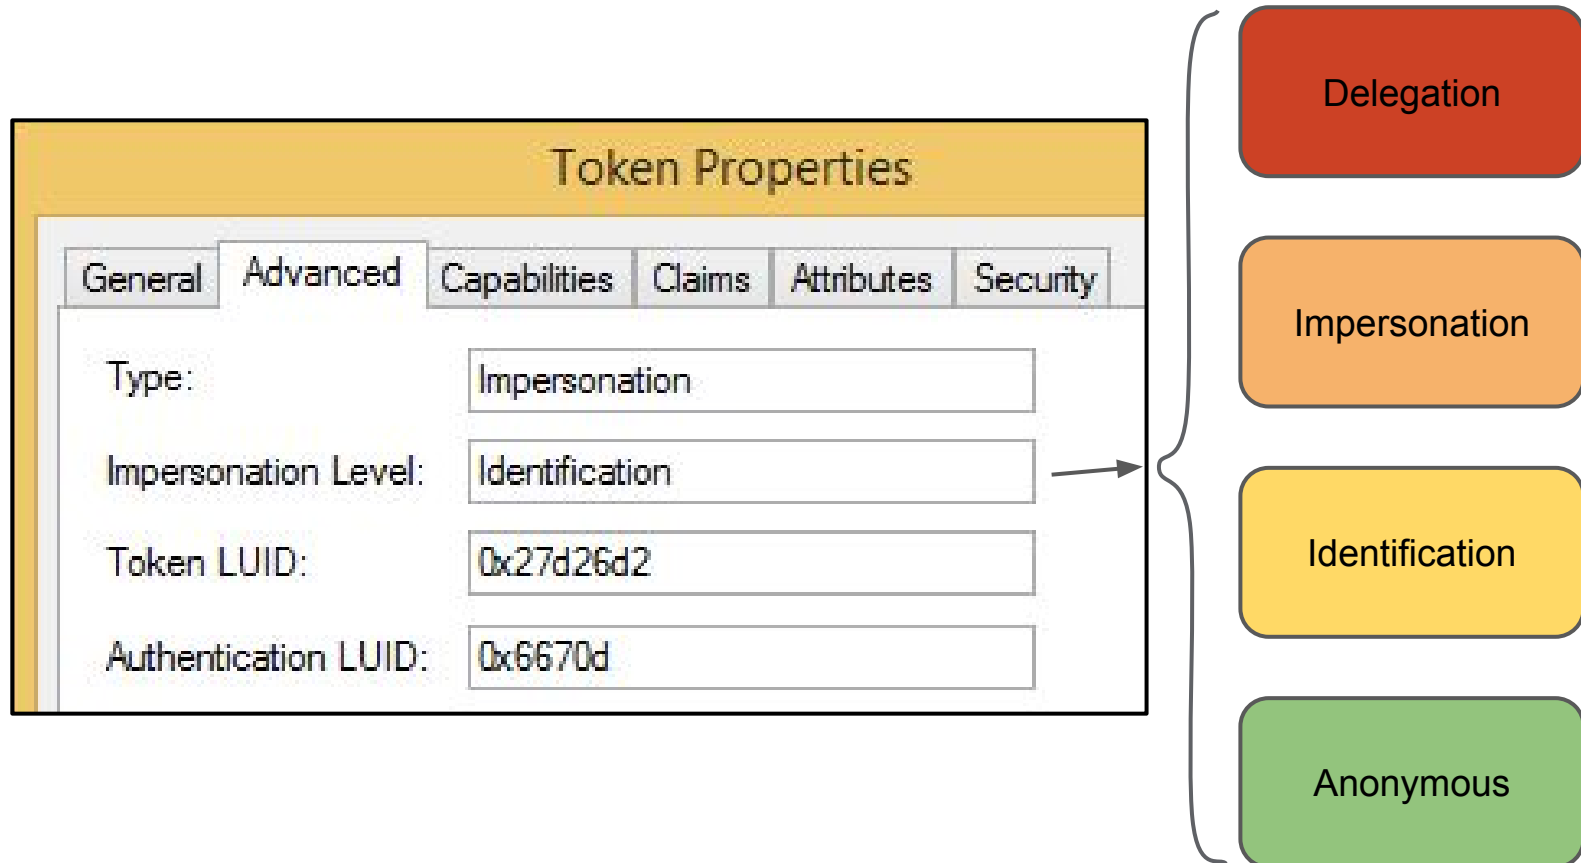 Token Properties
General Advanced Capabilities Claims Attributes Security
Type: Impersonation
Impersonation Level: Identification
Token LUID: 0x27d26d2
Authentication LUID: 0x6670d
Delegation
Impersonation
Identification
Anonymous